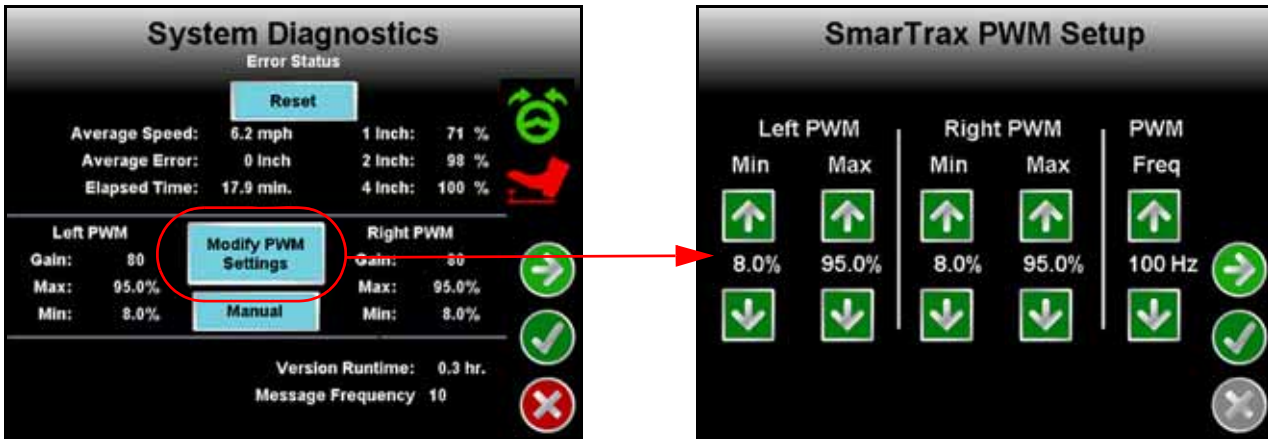 System Diagnostics
Error Status
Reset
Average Speed: 6.2 mph 1 Inch: 71 %
Average Error: 0 Inch 2 Inch: 98 %
Elapsed Time: 17.9 min. 4 Inch: 100 %
Left PWM Modify PWM Settings Right PWM
Gain: 80 Gain: 80
Max: 95.0% Max: 95.0%
Min: 8.0% Manual Min: 8.0%
Version Runtime: 0.3 hr.
Message Frequency 10
SmarTrax PWM Setup
Left PWM Right PWM PWM
Min Max Min Max Freq
8.0% 95.0% 8.0% 95.0% 100 Hz